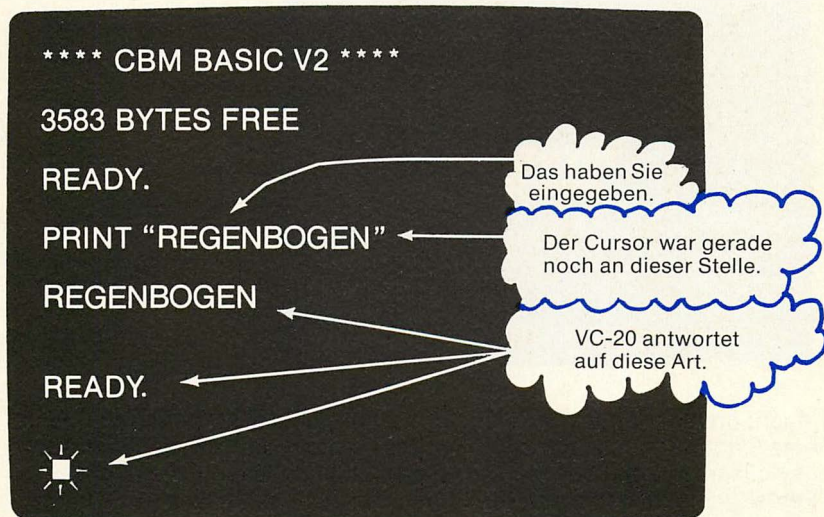 **** CBM BASIC V2 ****
3583 BYTES FREE
READY.
Das haben Sie
eingegeben.
PRINT “REGENBOGEN”
Der Cursor war gerade
noch an dieser Stelle.
REGENBOGEN
VC-20 antwortet
auf diese Art.
READY.